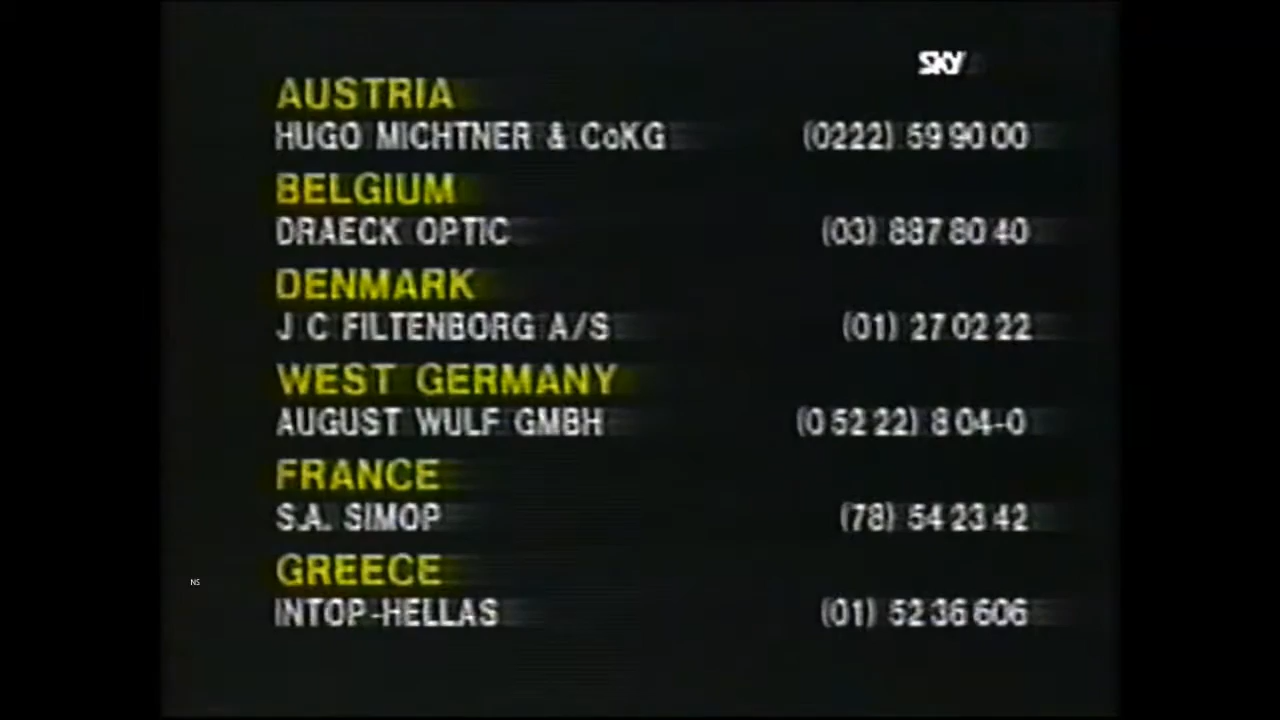 SKY
AUSTRIA
HUGO MICHTNER & CoKG (0222) 59 90 00
BELGIUM
DRAECK OPTIC (03) 887 80 40
DENMARK
J C FILTENBORG A/S (01) 27 02 22
WEST GERMANY
AUGUST WULF GMBH (0 52 22) 8 04-0
FRANCE
S.A. SIMOP (78) 54 23 42
GREECE
NS
INTOP-HELLAS (01) 52 36 606